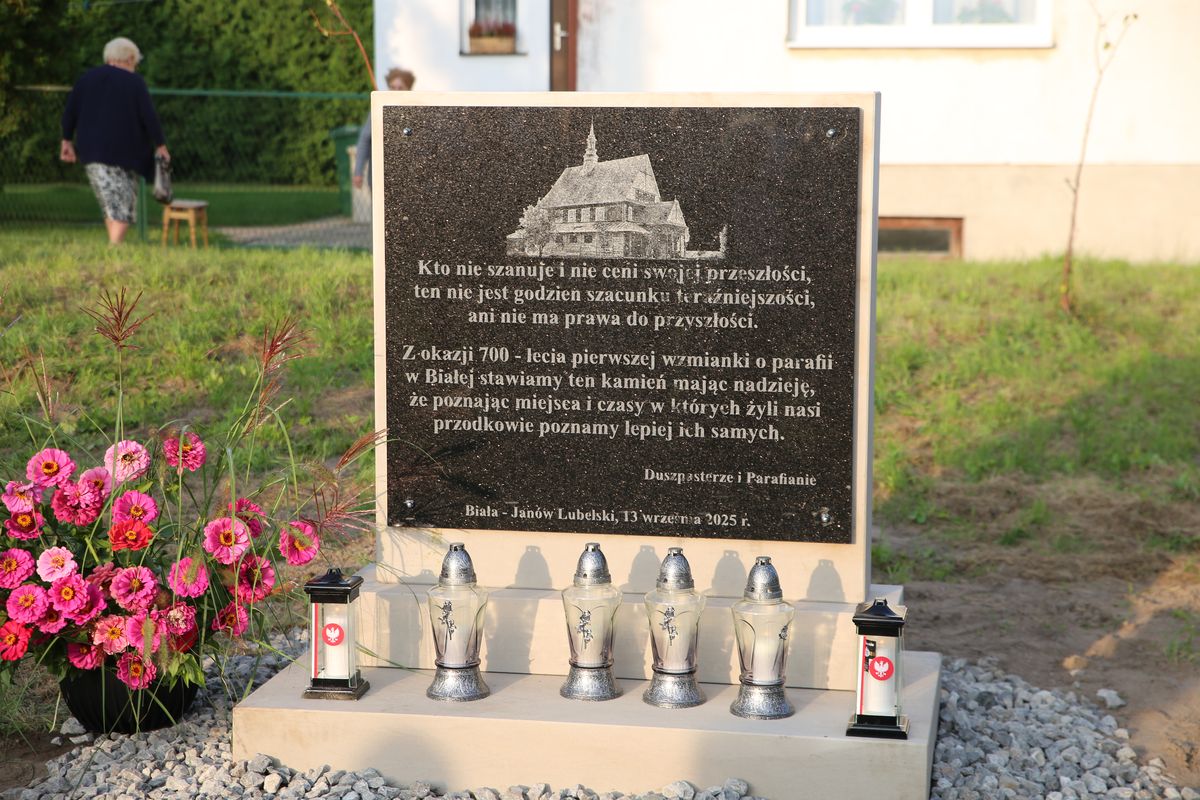 Kto nie szanuje i nie ceni swojej przeszłości,
ten nie jest godzien szacunku teraźniejszości,
ani nie ma prawa do przyszłości.
Z okazji 700 - lecia pierwszej wzmianki o parafii
w Białej stawiamy ten kamień mając nadzieję,
że poznając miejsca i czasy w których żyli nasi
przodkowie poznamy lepiej ich samych.
Duszpasterze i Parafianie
Biała - Janów Lubelski, 13 września 2025 r.